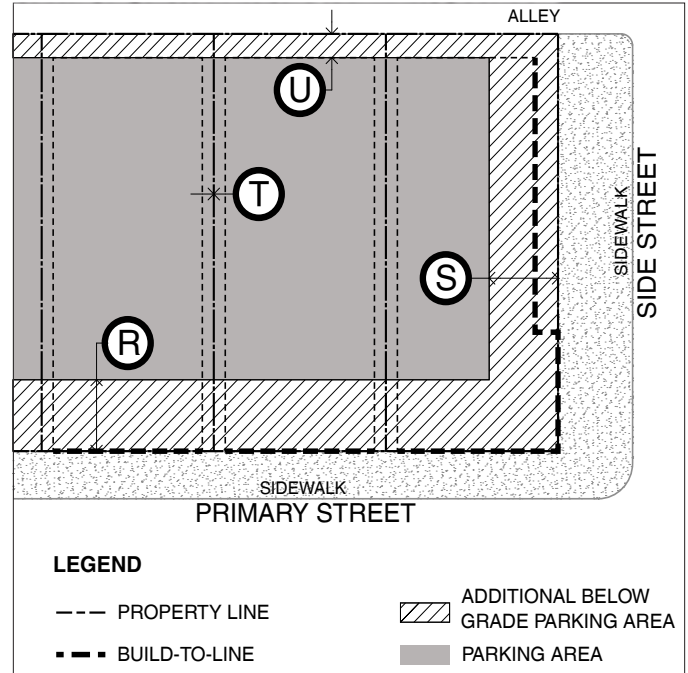 ALLEY
U
T
SIDEWALK
SIDE STREET
S
R
SIDEWALK
PRIMARY STREET
LEGEND
PROPERTY LINE
BUILD-TO-LINE
ADDITIONAL BELOW
GRADE PARKING AREA
PARKING AREA